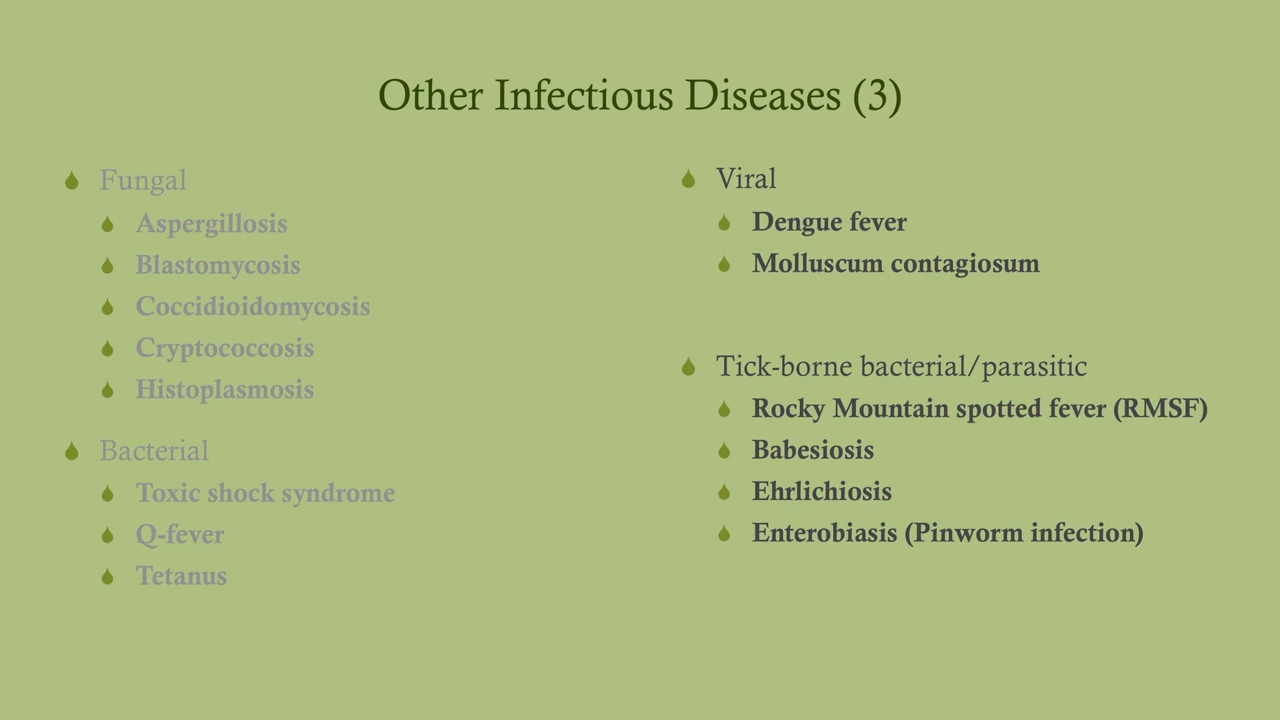 Other Infectious Diseases (3)
Fungal
Aspergillosis
Blastomycosis
Coccidioidomycosis
Cryptococcosis
Histoplasmosis
Bacterial
Toxic shock syndrome
Q-fever
Tetanus
Viral
Dengue fever
Molluscum contagiosum
Tick-borne bacterial/parasitic
Rocky Mountain spotted fever (RMSF)
Babesiosis
Ehrlichiosis
Enterobiasis (Pinworm infection)